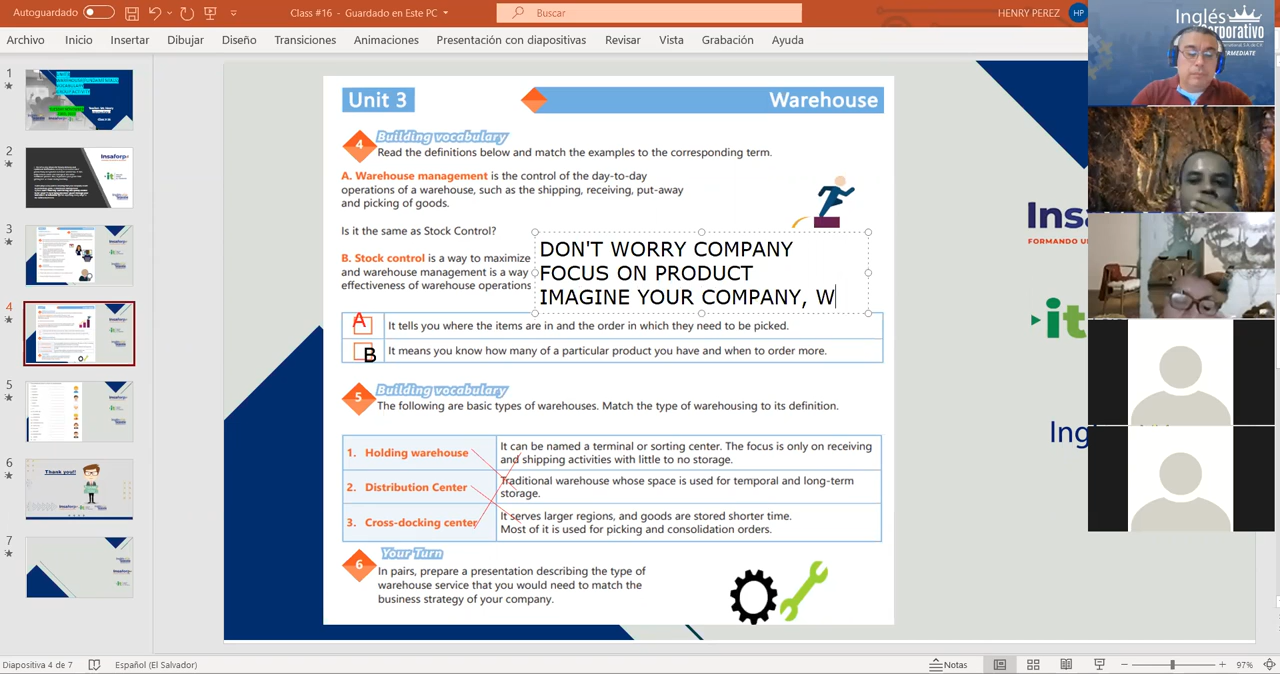 Autoguardado
Class #16 - Guardado en Este PC
Buscar
HENRY PEREZ
HP
Archivo
Inicio
Insertar
Dibujar
Diseño
Transiciones
Animaciones
Presentación con diapositivas
Revisar
Vista
Grabación
Ayuda
Inglés
1
2
3
4
5
6
7
Thank you!
Unit 3
Warehouse
4
Building vocabulary
Read the definitions below and match the examples to the corresponding term.
A. Warehouse management is the control of the day-to-day
operations of a warehouse, such as the shipping, receiving, put-away
and picking of goods.
Is it the same as Stock Control?
B. Stock control is a way to maximize
and warehouse management is a way
effectiveness of warehouse operations
DON'T WORRY COMPANY
FOCUS ON PRODUCT
IMAGINE YOUR COMPANY, W
A
It tells you where the items are in and the order in which they need to be picked.
B
It means you know how many of a particular product you have and when to order more.
5
Building vocabulary
The following are basic types of warehouses. Match the type of warehousing to its definition.
1. Holding warehouse
It can be named a terminal or sorting center. The focus is only on receiving
and shipping activities with little to no storage.
2. Distribution Center
Traditional warehouse whose space is used for temporal and long-term
storage.
3. Cross-docking center
It serves larger regions, and goods are stored shorter time.
Most of it is used for picking and consolidation orders.
6
Your Turn
In pairs, prepare a presentation describing the type of
warehouse service that you would need to match the
business strategy of your company.
Diapositiva 4 de 7
Español (El Salvador)
Notas
97%